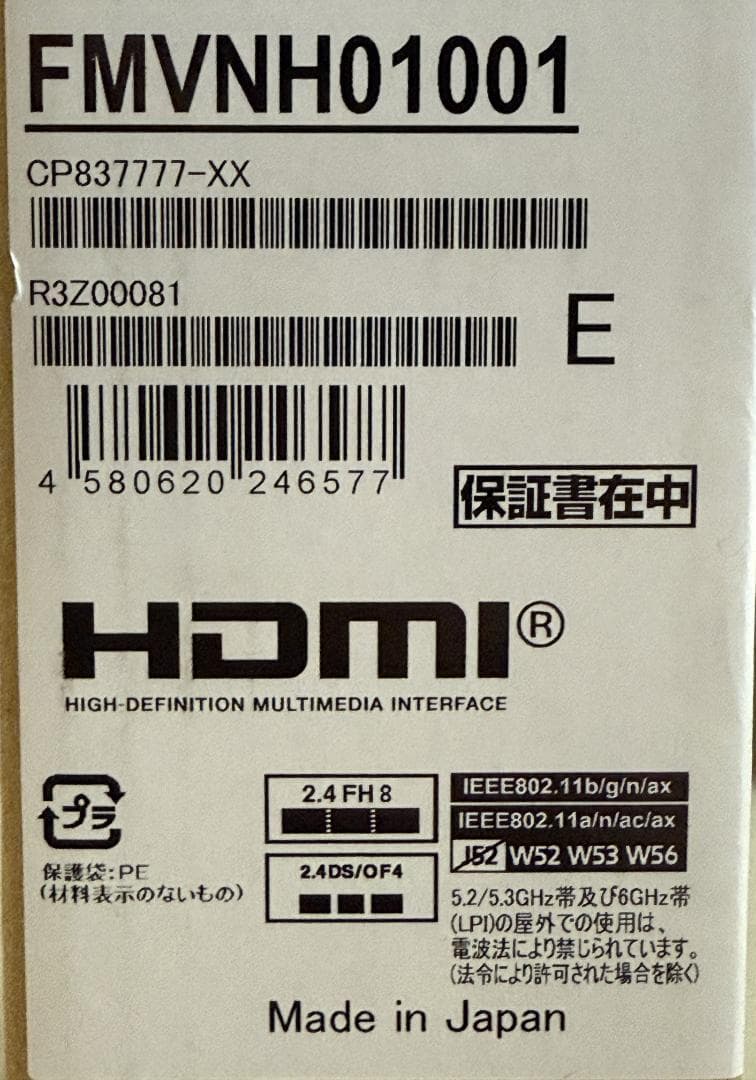 FMVNH01001
CP837777-XX
R3Z00081
E
4 580620 246577
保証書在中
HDMI®
HIGH-DEFINITION MULTIMEDIA INTERFACE
プラ
保護袋:PE
(材料表示のないもの)
2.4 FH 8
2.4DS/OF4
IEEE802.11b/g/n/ax
IEEE802.11a/n/ac/ax
J52 W52 W53 W56
5.2/5.3GHz帯及び6GHz帯
(LPI)の屋外での使用は、
電波法により禁じられています。
(法令により許可された場合を除く)
Made in Japan